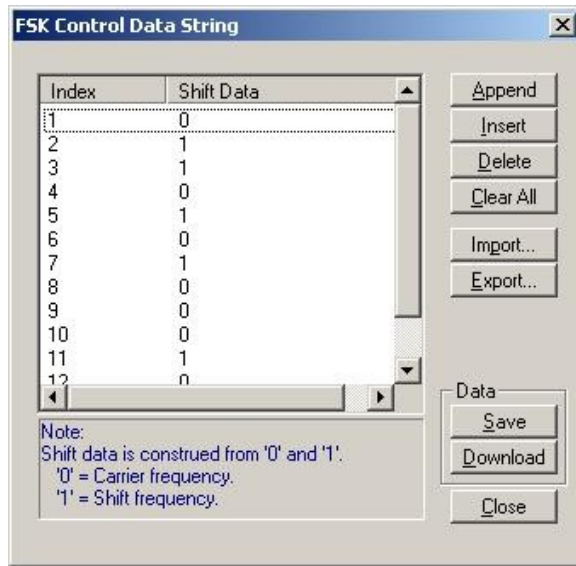 FSK Control Data String
Index Shift Data
1 0
2 1
3 1
4 0
5 1
6 0
7 1
8 0
9 0
10 0
11 1
12 0
Append
Insert
Delete
Clear All
Import...
Export...
Note:
Shift data is construed from '0' and '1'.
'0' = Carrier frequency.
'1' = Shift frequency.
Data
Save
Download
Close